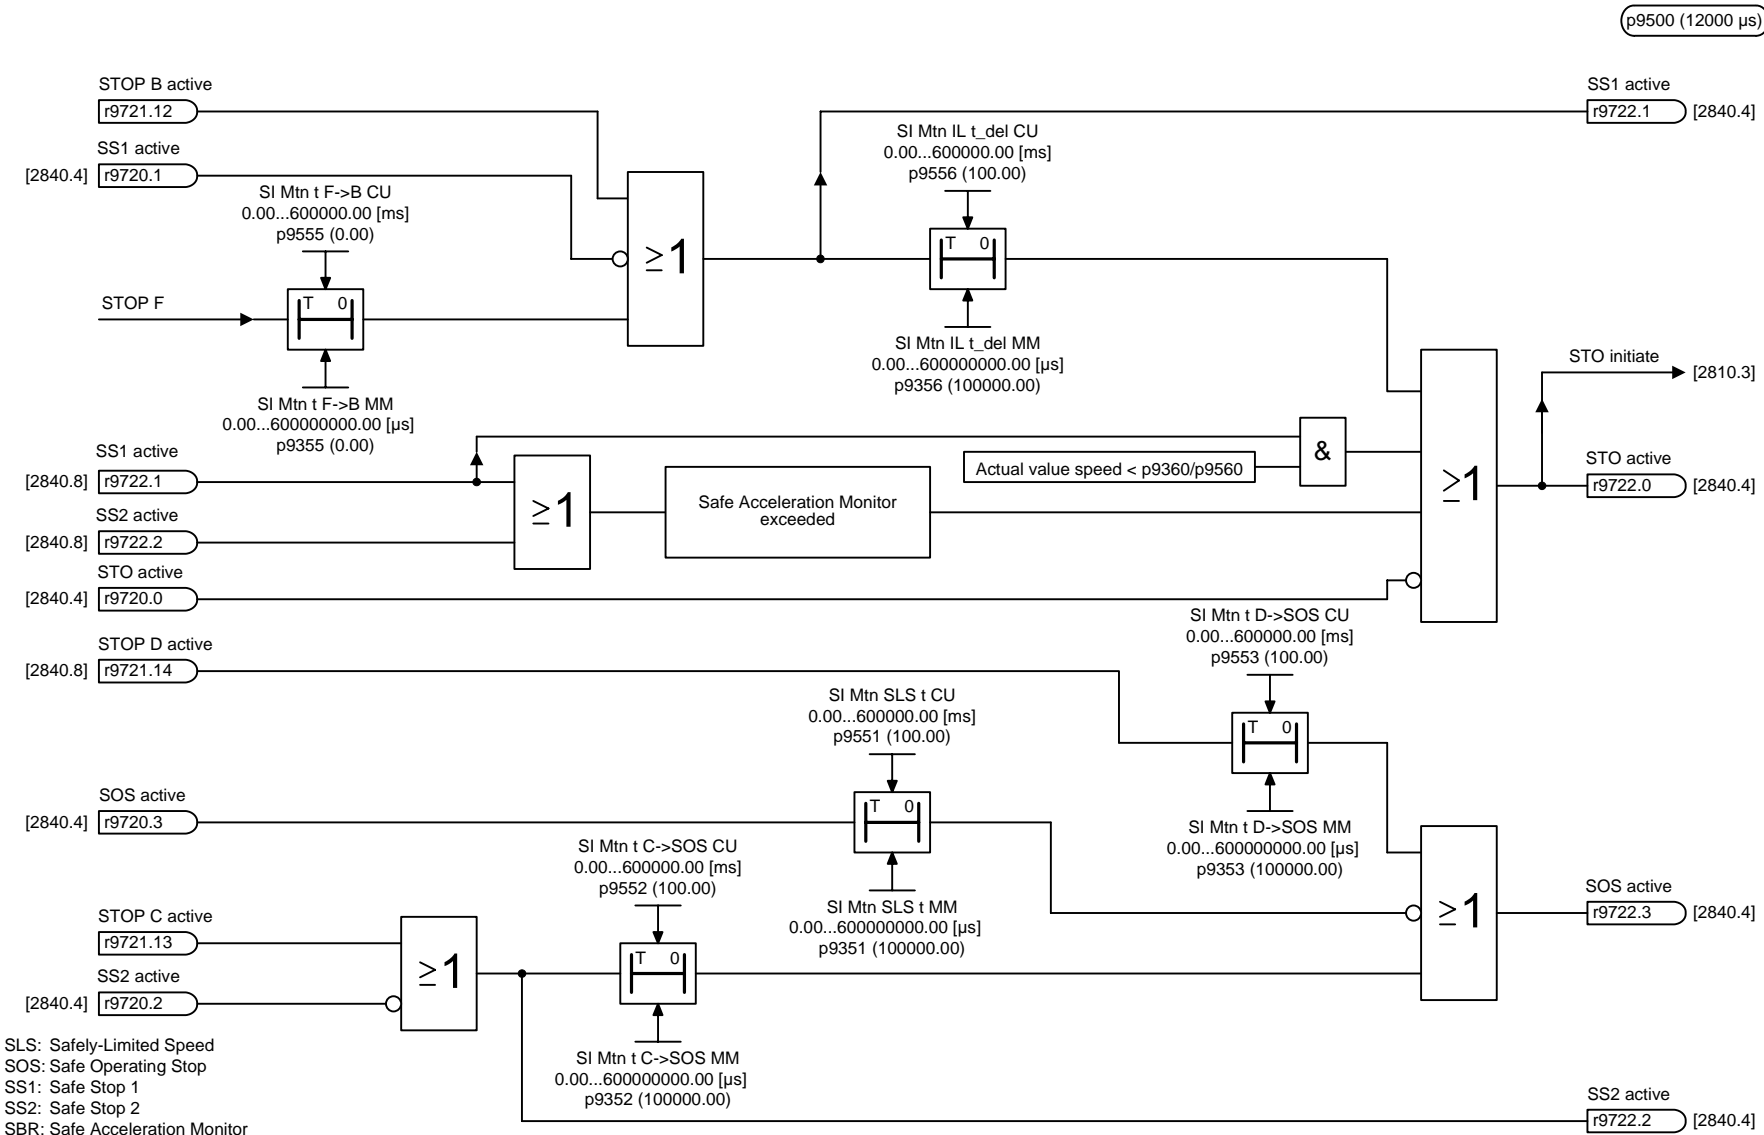 p9500 (12000 µs)
STOP B active
r9721.12
SS1 active
[2840.4]
r9720.1
SI Mtn t F->B CU
0.00...600000.00 [ms]
p9555 (0.00)
STOP F
T 0
SI Mtn t F->B MM
0.00...600000000.00 [µs]
p9355 (0.00)
≥1
SI Mtn IL t_del CU
0.00...600000.00 [ms]
p9556 (100.00)
T 0
SI Mtn IL t_del MM
0.00...600000000.00 [µs]
p9356 (100000.00)
SS1 active
r9722.1
[2840.4]
SS1 active
[2840.8]
r9722.1
SS2 active
[2840.8]
r9722.2
≥1
Safe Acceleration Monitor
exceeded
Actual value speed < p9360/p9560
&
STO active
[2840.4]
r9720.0
≥1
STO initiate
[2810.3]
STO active
r9722.0
[2840.4]
STOP D active
[2840.8]
r9721.14
SI Mtn t D->SOS CU
0.00...600000.00 [ms]
p9553 (100.00)
T 0
SI Mtn t D->SOS MM
0.00...600000000.00 [µs]
p9353 (100000.00)
SI Mtn SLS t CU
0.00...600000.00 [ms]
p9551 (100.00)
SOS active
[2840.4]
r9720.3
T 0
SI Mtn SLS t MM
0.00...600000000.00 [µs]
p9351 (100000.00)
SI Mtn t C->SOS CU
0.00...600000.00 [ms]
p9552 (100.00)
STOP C active
r9721.13
SS2 active
[2840.4]
r9720.2
≥1
T 0
SI Mtn t C->SOS MM
0.00...600000000.00 [µs]
p9352 (100000.00)
≥1
SOS active
r9722.3
[2840.4]
SS2 active
r9722.2
[2840.4]
SLS: Safely-Limited Speed
SOS: Safe Operating Stop
SS1: Safe Stop 1
SS2: Safe Stop 2
SBR: Safe Acceleration Monitor